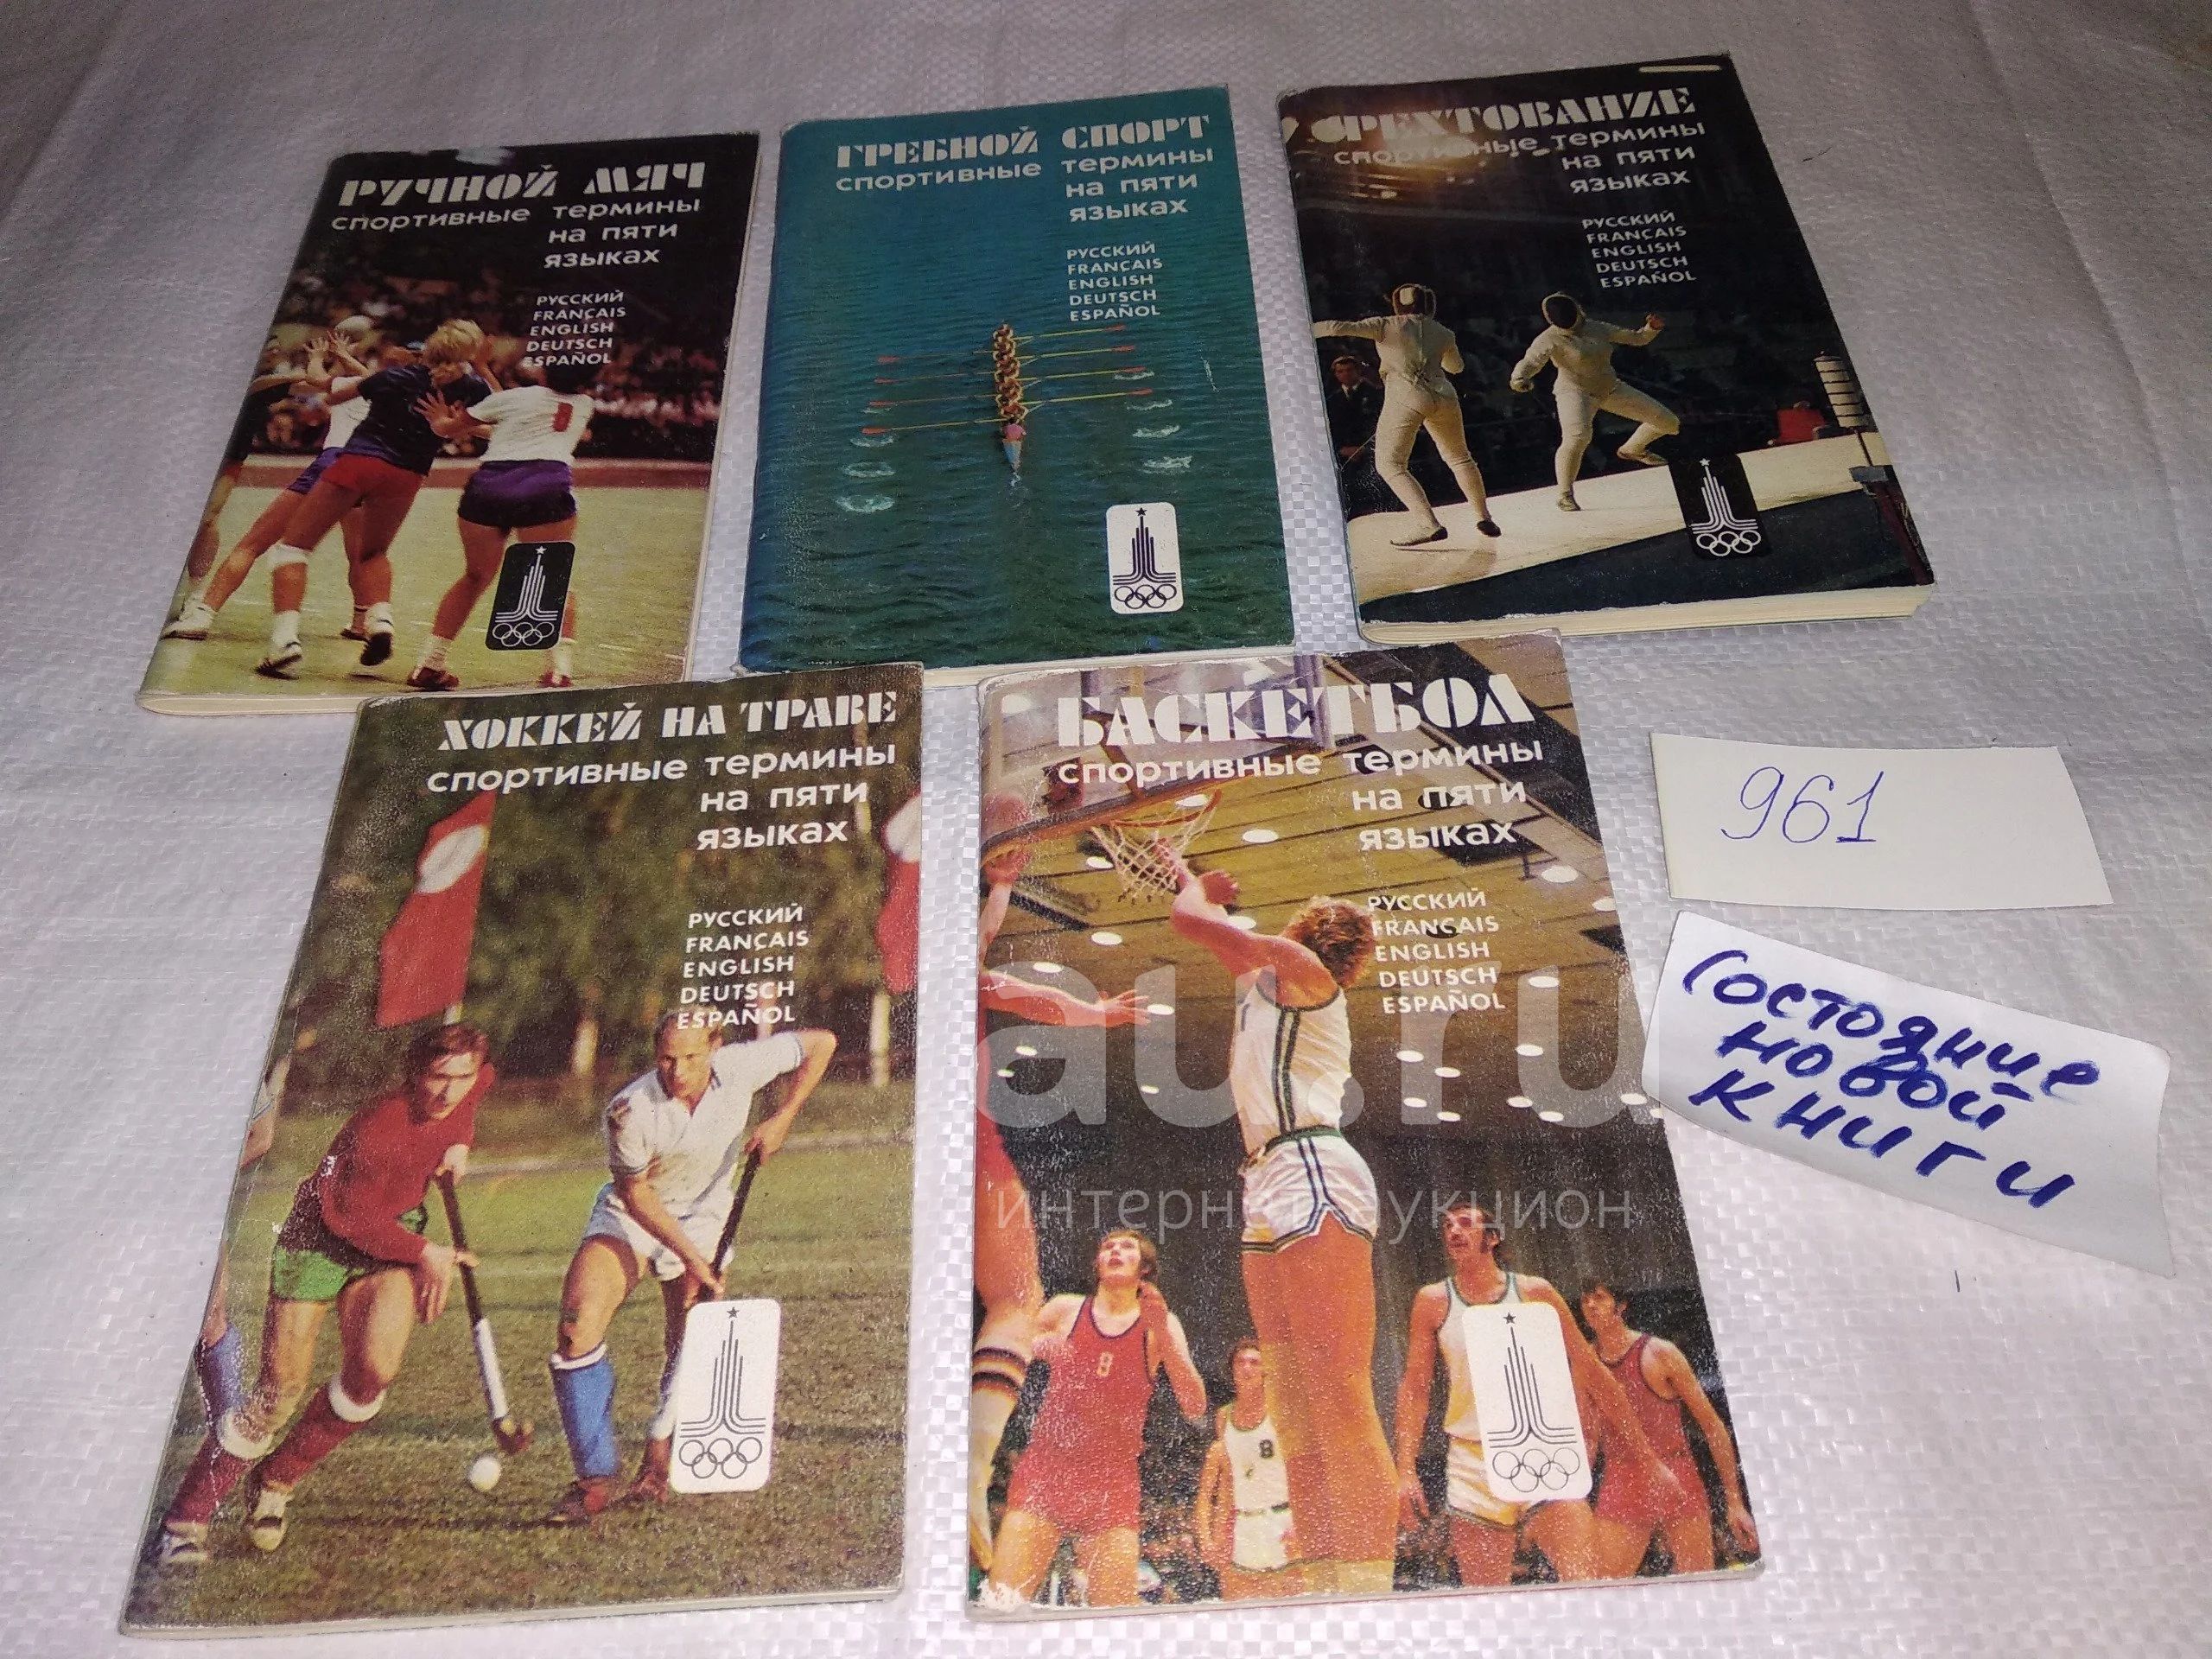 РУЧНОЙ МЯЧ
спортивные термины
на пяти
языках
РУССКИЙ
FRANÇAIS
ENGLISH
DEUTSCH
ESPAÑOL
ГРЕБНОЙ СПОРТ
спортивные термины
на пяти
языках
РУССКИЙ
FRANÇAIS
ENGLISH
DEUTSCH
ESPAÑOL
ФЕХТОВАНИЕ
спортивные термины
на пяти
языках
РУССКИЙ
FRANÇAIS
ENGLISH
DEUTSCH
ESPAÑOL
ХОККЕЙ НА ТРАВЕ
спортивные термины
на пяти
языках
РУССКИЙ
FRANÇAIS
ENGLISH
DEUTSCH
ESPAÑOL
БАСКЕТБОЛ
спортивные термины
на пяти
языках
РУССКИЙ
FRANÇAIS
ENGLISH
DEUTSCH
ESPAÑOL
8
8
961
Состояние
новой
книги
au.ru
интернет-аукцион